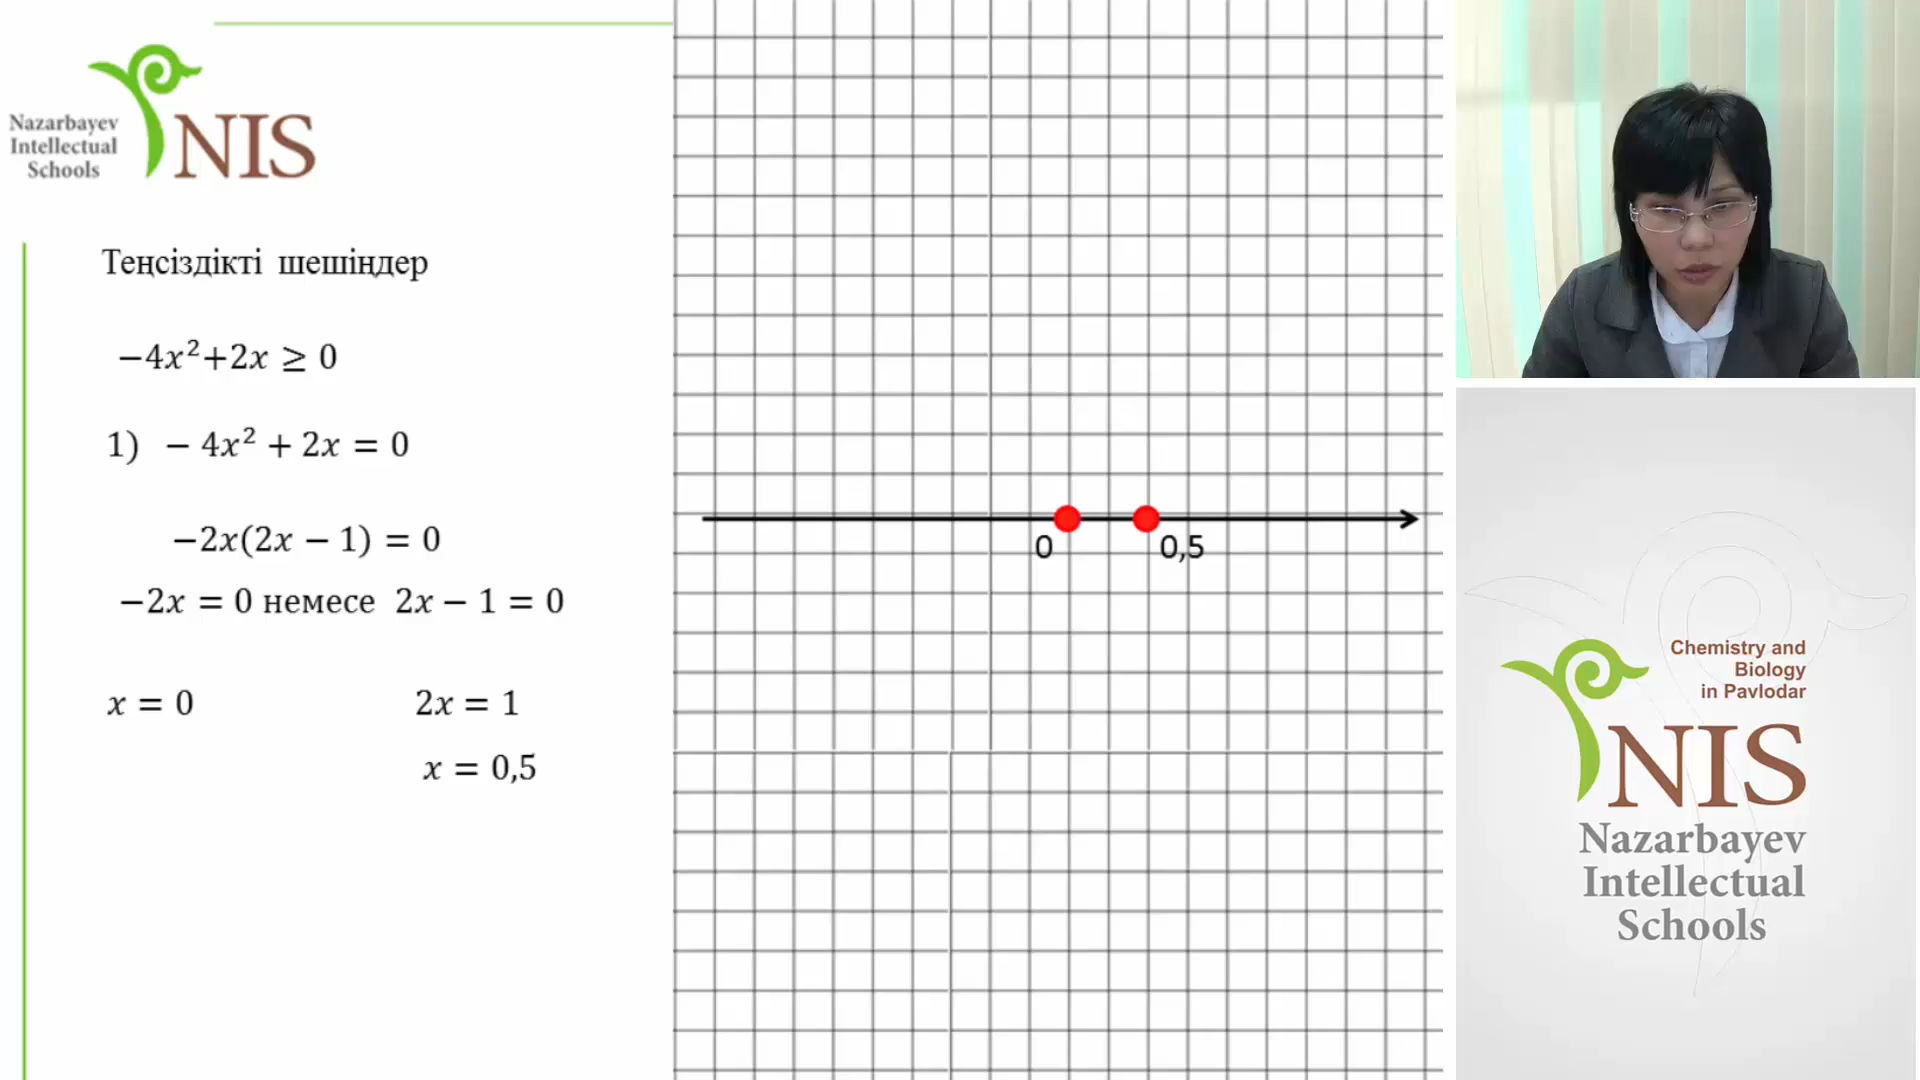 Nazarbayev
Intellectual
Schools
NIS
Теңсіздікті шешіндер
−4x²+2x ≥ 0
1) − 4x² + 2x = 0
−2x(2x − 1) = 0
−2x = 0 немесе 2x − 1 = 0
x = 0
2x = 1
x = 0,5
0
0,5
Chemistry and
Biology
in Pavlodar
NIS
Nazarbayev
Intellectual
Schools